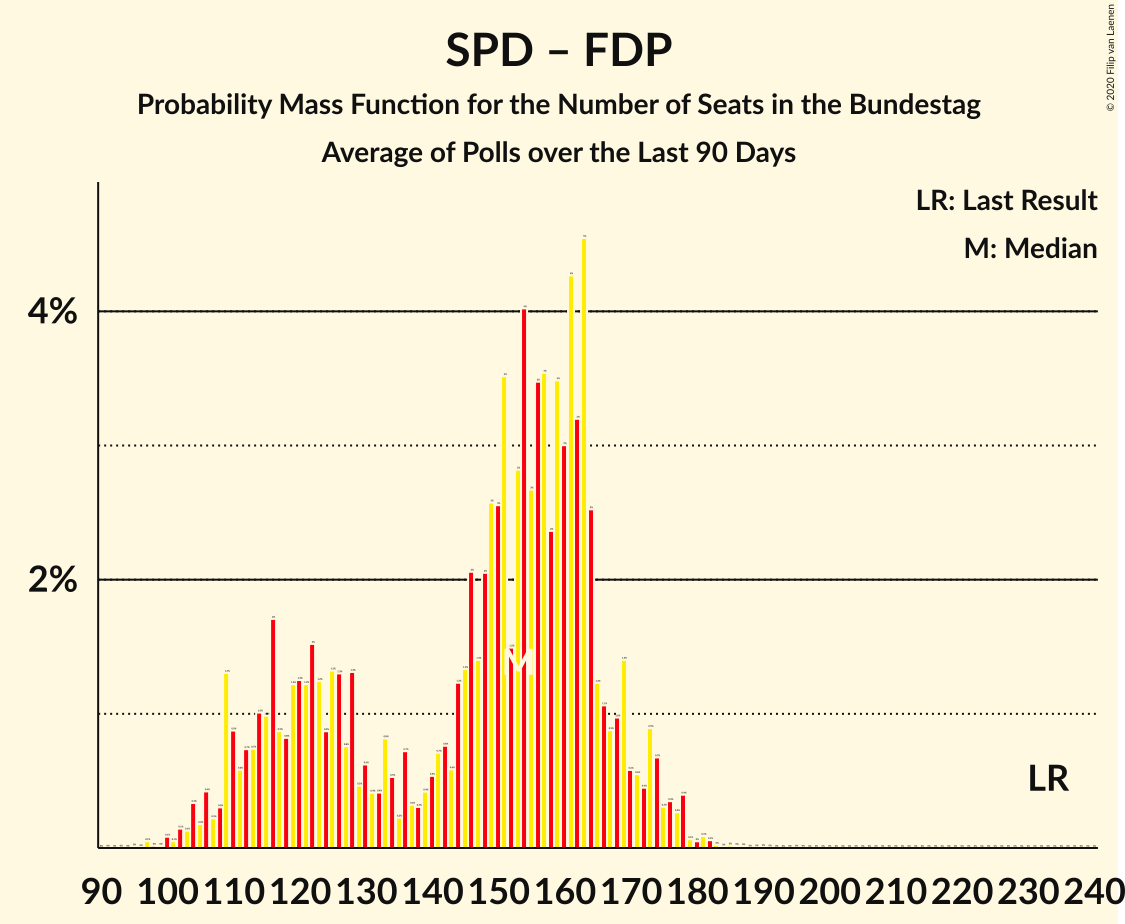 SPD – FDP
Probability Mass Function for the Number of Seats in the Bundestag
Average of Polls over the Last 90 Days
© 2020 Filip van Laenen
LR: Last Result
M: Median
4%
2%
M
LR
90 100 110 120 130 140 150 160 170 180 190 200 210 220 230 240